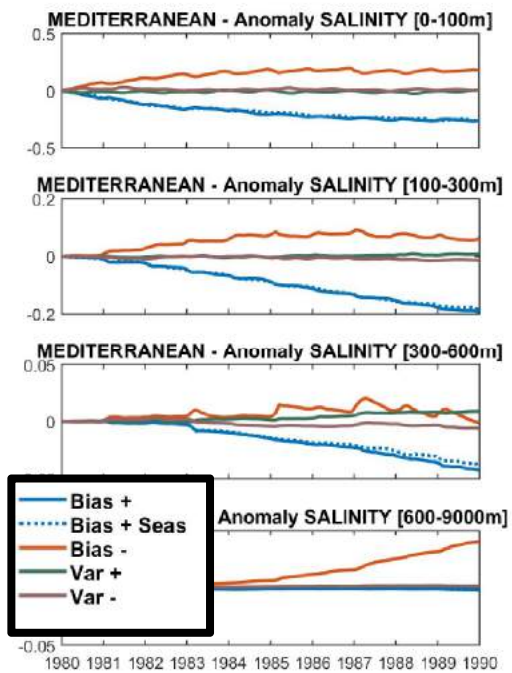 MEDITERRANEAN - Anomaly SALINITY [0-100m]
0.5
0
-0.5
MEDITERRANEAN - Anomaly SALINITY [100-300m]
0.2
0
-0.2
MEDITERRANEAN - Anomaly SALINITY [300-600m]
0.05
0
Bias +
Bias + Seas
Bias -
Var +
Var -
Anomaly SALINITY [600-9000m]
-0.05
1980 1981 1982 1983 1984 1985 1986 1987 1988 1989 1990